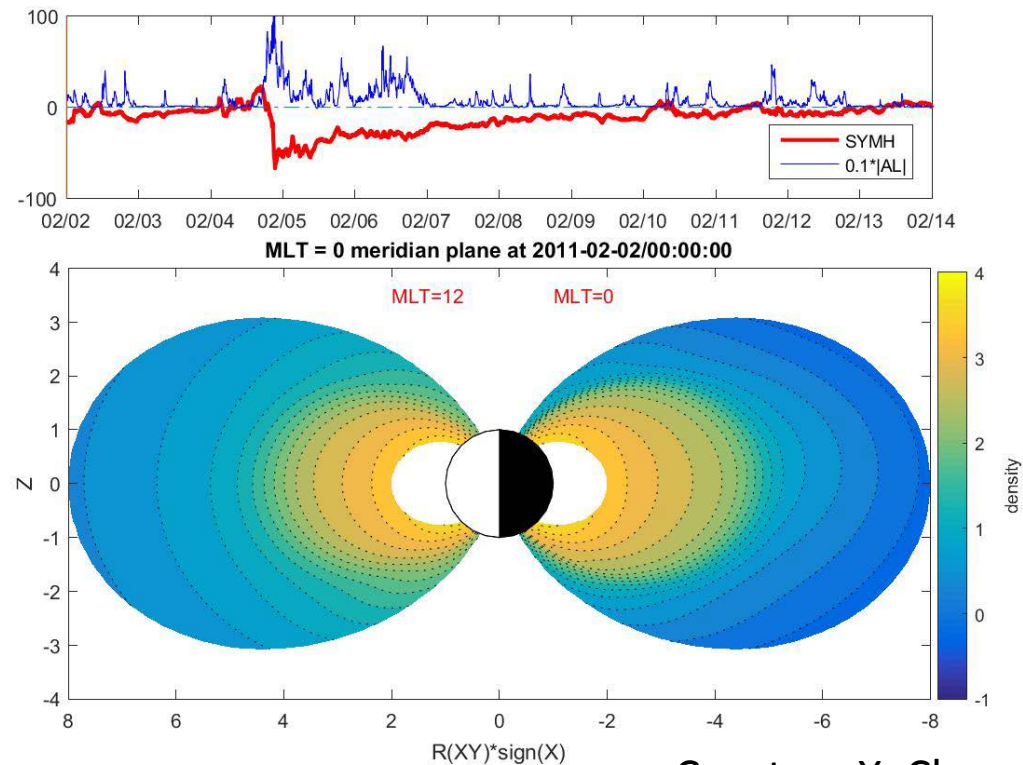 100
0
-100
SYMH
0.1*|AL|
02/02 02/03 02/04 02/05 02/06 02/07 02/08 02/09 02/10 02/11 02/12 02/13 02/14
MLT = 0 meridian plane at 2011-02-02/00:00:00
MLT=12 MLT=0
4
3
2
1
0
-1
-2
-3
-4
Z
8 6 4 2 0 -2 -4 -6 -8
R(XY)*sign(X)
4
3
2
1
0
-1
density